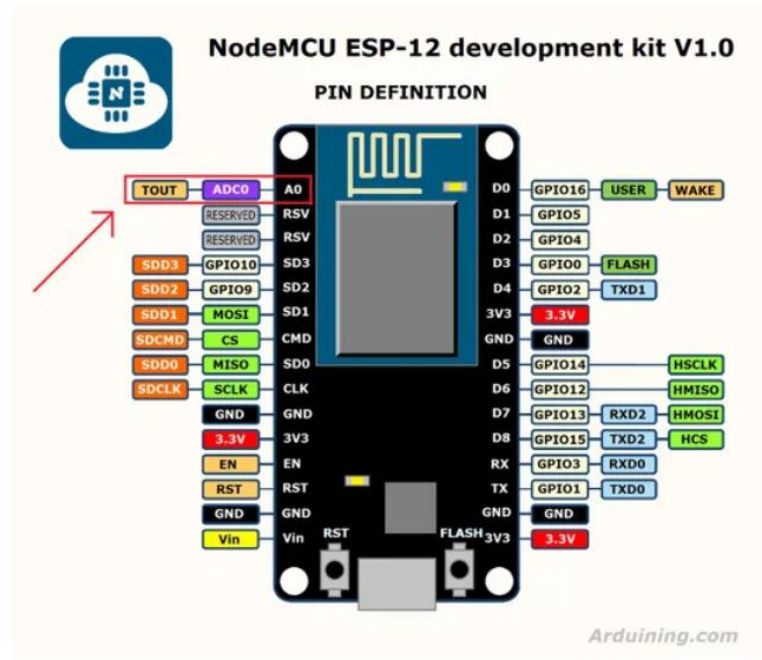 NodeMCU ESP-12 development kit V1.0
N
PIN DEFINITION
TOUT ADC0 A0 D0 GPIO16 USER WAKE
RESERVED RSV D1 GPIO5
RESERVED RSV D2 GPIO4
SDD3 GPIO10 SD3 D3 GPIO0 FLASH
SDD2 GPIO9 SD2 D4 GPIO2 TXD1
SDD1 MOSI SD1 3V3 3.3V
SDCMD CS CMD GND GND
SDD0 MISO SD0 D5 GPIO14 HSCLK
SDCLK SCLK CLK D6 GPIO12 HMISO
GND GND D7 GPIO13 RXD2 HMOSI
3.3V 3V3 D8 GPIO15 TXD2 HCS
EN EN RX GPIO3 RXD0
RST RST TX GPIO1 TXD0
GND GND GND GND
Vin Vin RST FLASH 3V3 3.3V
Arduining.com